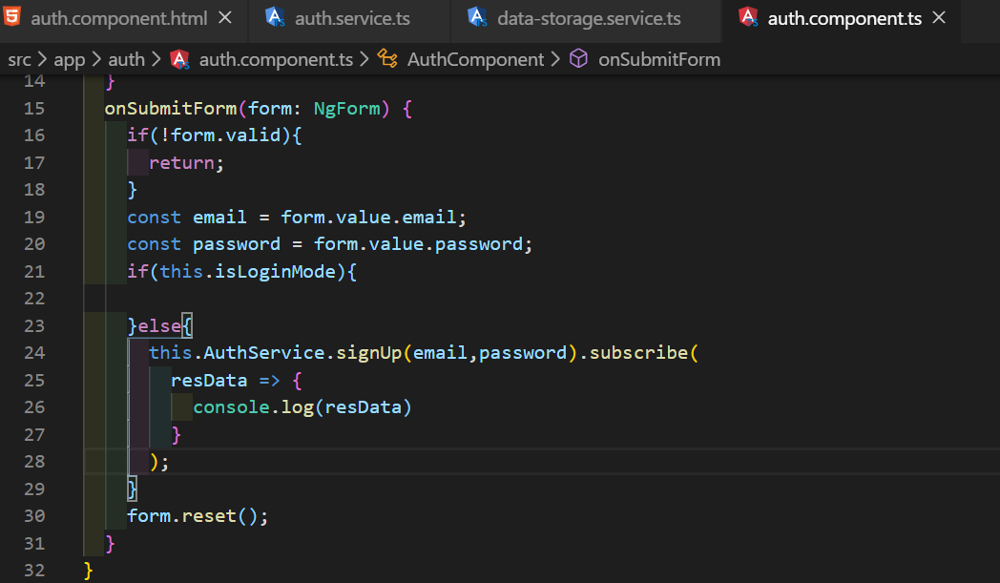 auth.component.html
auth.service.ts
data-storage.service.ts
auth.component.ts
src > app > auth > auth.component.ts > AuthComponent > onSubmitForm
14 }
15 onSubmitForm(form: NgForm) {
16 if(!form.valid){
17 return;
18 }
19 const email = form.value.email;
20 const password = form.value.password;
21 if(this.isLoginMode){
22
23 }else{
24 this.AuthService.signUp(email,password).subscribe(
25 resData => {
26 console.log(resData)
27 }
28 );
29 }
30 form.reset();
31 }
32 }